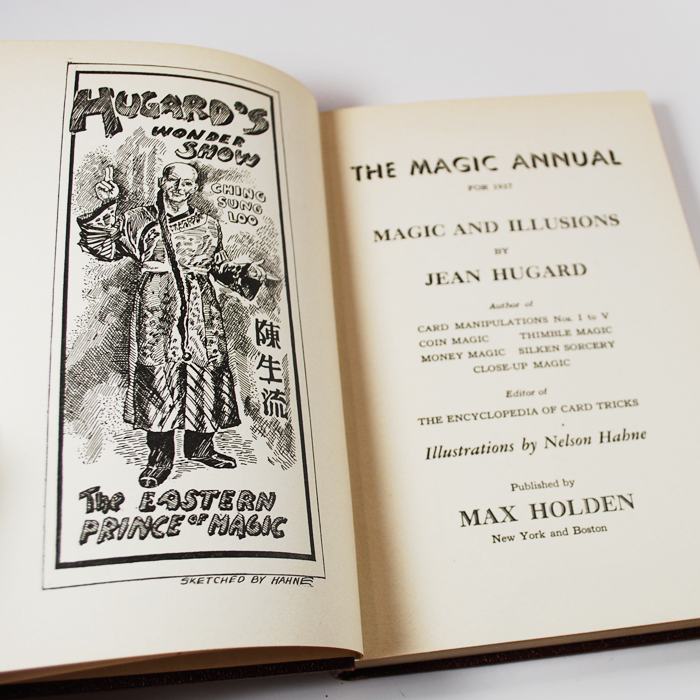 HUGARD'S
WONDER
SHOW
CHING
SUNG
LOO
陳
生
流
The EASTERN
PRINCE OF MAGIC
SKETCHED BY HAHNE
THE MAGIC ANNUAL
FOR 1937
MAGIC AND ILLUSIONS
BY
JEAN HUGARD
Author of
CARD MANIPULATIONS Nos. I to V
COIN MAGIC THIMBLE MAGIC
MONEY MAGIC SILKEN SORCERY
CLOSE-UP MAGIC
Editor of
THE ENCYCLOPEDIA OF CARD TRICKS
Illustrations by Nelson Hahne
Published by
MAX HOLDEN
New York and Boston